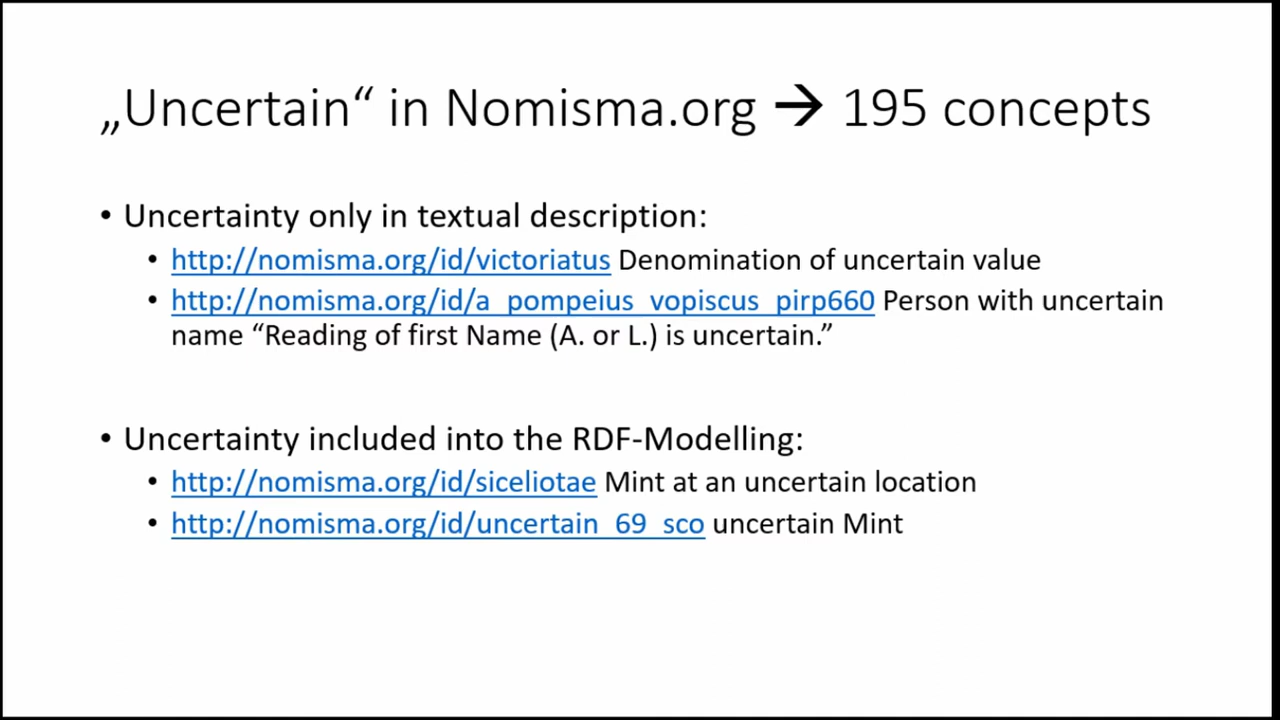 „Uncertain“ in Nomisma.org → 195 concepts
• Uncertainty only in textual description:
• http://nomisma.org/id/victoriatus Denomination of uncertain value
• http://nomisma.org/id/a_pompeius_vopiscus_pirp660 Person with uncertain
name “Reading of first Name (A. or L.) is uncertain.”
• Uncertainty included into the RDF-Modelling:
• http://nomisma.org/id/siceliotae Mint at an uncertain location
• http://nomisma.org/id/uncertain_69_sco uncertain Mint